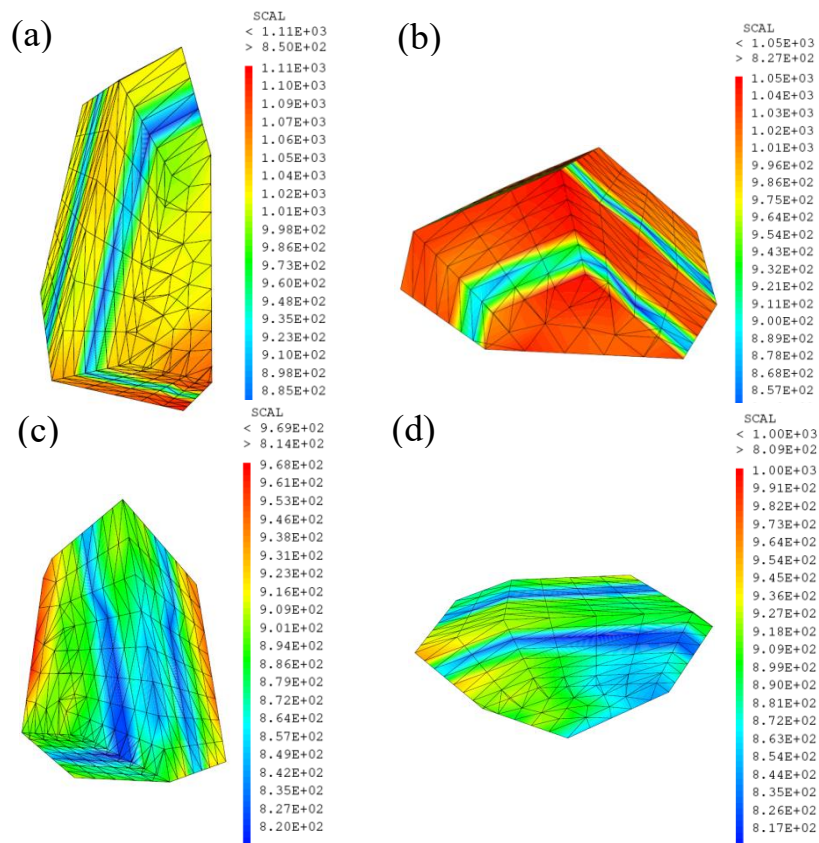 (a)
SCAL
< 1.11E+03
> 8.50E+02
1.11E+03
1.10E+03
1.09E+03
1.07E+03
1.06E+03
1.05E+03
1.04E+03
1.02E+03
1.01E+03
9.98E+02
9.86E+02
9.73E+02
9.60E+02
9.48E+02
9.35E+02
9.23E+02
9.10E+02
8.98E+02
8.85E+02
(b)
SCAL
< 1.05E+03
> 8.27E+02
1.05E+03
1.04E+03
1.02E+03
1.01E+03
9.96E+02
9.86E+02
9.75E+02
9.64E+02
9.54E+02
9.43E+02
9.32E+02
9.21E+02
9.11E+02
9.00E+02
8.89E+02
8.78E+02
8.68E+02
8.57E+02
(c)
SCAL
< 9.69E+02
> 8.14E+02
9.68E+02
9.61E+02
9.53E+02
9.46E+02
9.38E+02
9.31E+02
9.23E+02
9.16E+02
9.09E+02
9.01E+02
8.94E+02
8.86E+02
8.79E+02
8.72E+02
8.64E+02
8.57E+02
8.49E+02
8.42E+02
8.35E+02
8.27E+02
8.20E+02
(d)
SCAL
< 1.00E+03
> 8.09E+02
1.00E+03
9.91E+02
9.82E+02
9.73E+02
9.64E+02
9.54E+02
9.45E+02
9.36E+02
9.27E+02
9.18E+02
9.09E+02
8.99E+02
8.90E+02
8.81E+02
8.72E+02
8.63E+02
8.54E+02
8.44E+02
8.35E+02
8.26E+02
8.17E+02